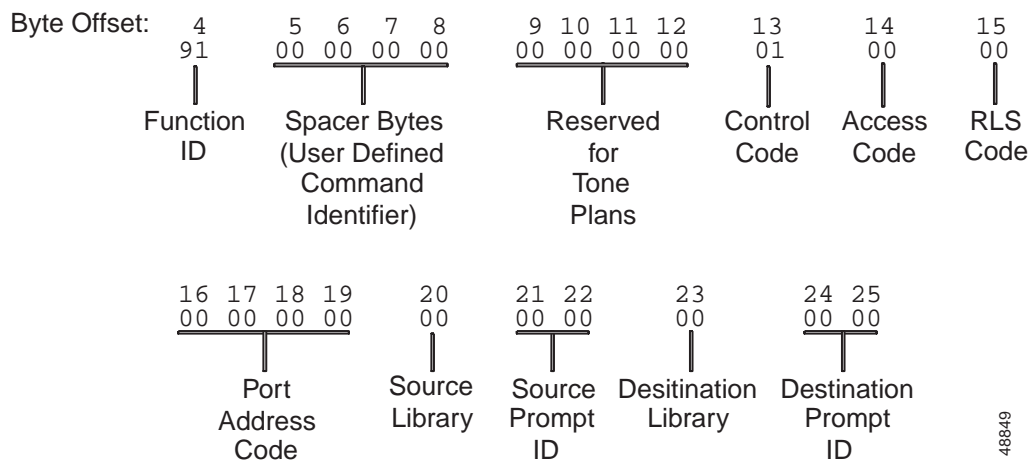 Byte Offset: 4 5 6 7 8 9 10 11 12 13 14 15
91 00 00 00 00 00 00 00 00 01 00 00
Function Spacer Bytes Reserved Control Access RLS
ID (User Defined for Code Code Code
Command Tone
Identifier) Plans
16 17 18 19 20 21 22 23 24 25
00 00 00 00 00 00 00 00 00 00
Port Source Source Desitination Destination
Address Library Prompt Library Prompt
Code ID ID
48849